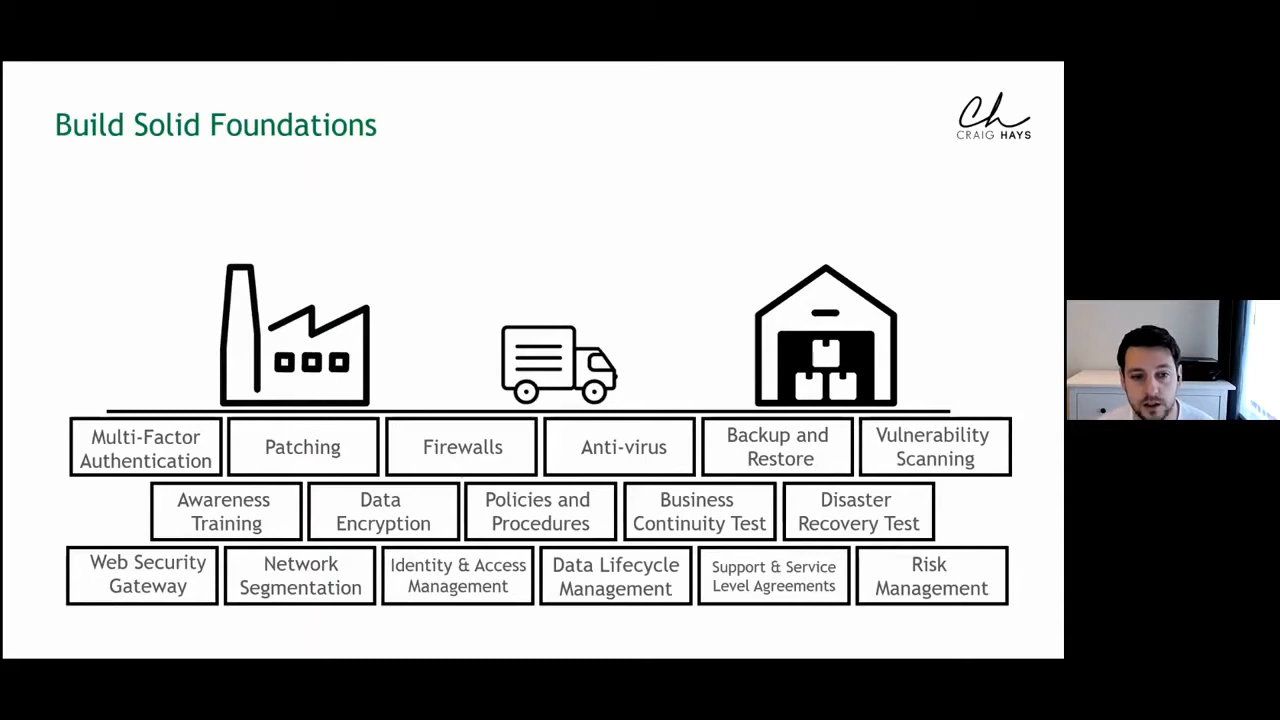 Build Solid Foundations
Ch
CRAIG HAYS
Multi-Factor
Authentication
Patching
Firewalls
Anti-virus
Backup and
Restore
Vulnerability
Scanning
Awareness
Training
Data
Encryption
Policies and
Procedures
Business
Continuity Test
Disaster
Recovery Test
Web Security
Gateway
Network
Segmentation
Identity & Access
Management
Data Lifecycle
Management
Support & Service
Level Agreements
Risk
Management